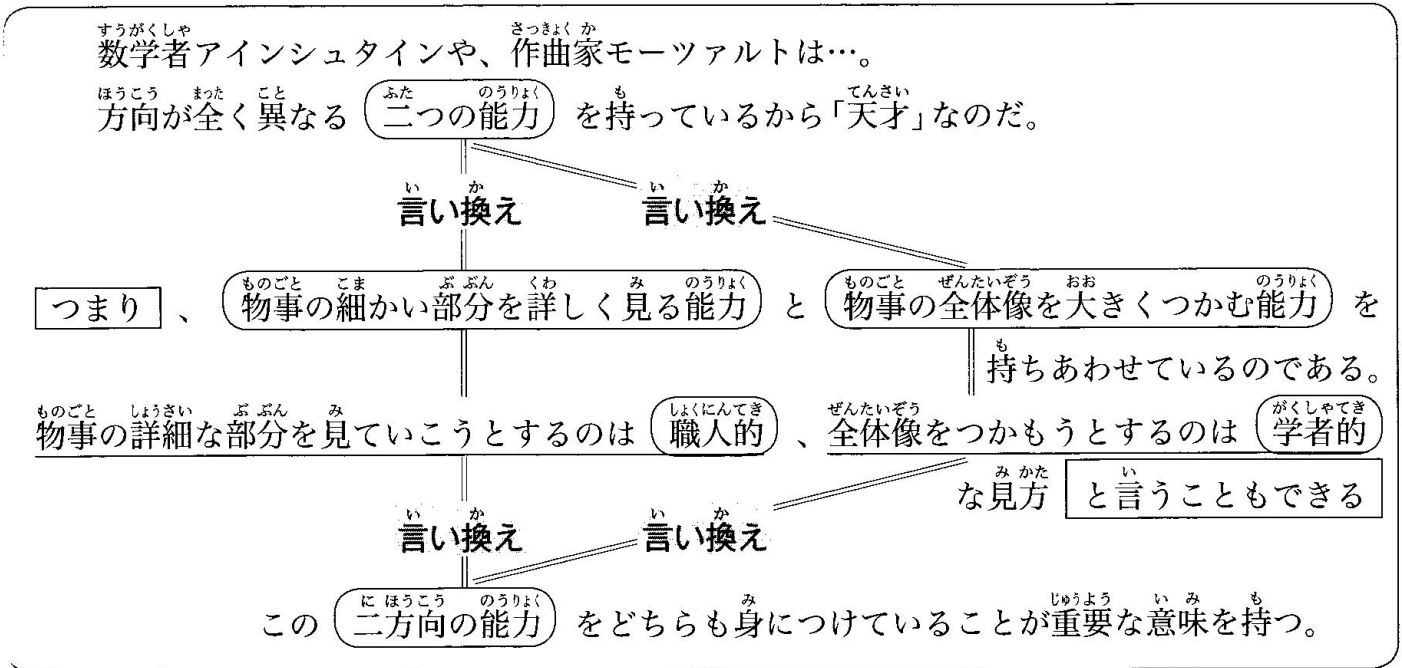 数学者アインシュタインや、作曲家モーツァルトは…。
方向が全く異なる 二つの能力 を持っているから「天才」なのだ。
言い換え 言い換え
つまり 、 物事の細かい部分を詳しく見る能力 と 物事の全体像を大きくつかむ能力 を
持ちあわせているのである。
物事の詳細な部分を見ていこうとするのは 職人的 、全体像をつかもうとするのは 学者的
な見方 と言うこともできる
言い換え 言い換え
この 二方向の能力 をどちらも身につけていることが重要な意味を持つ。